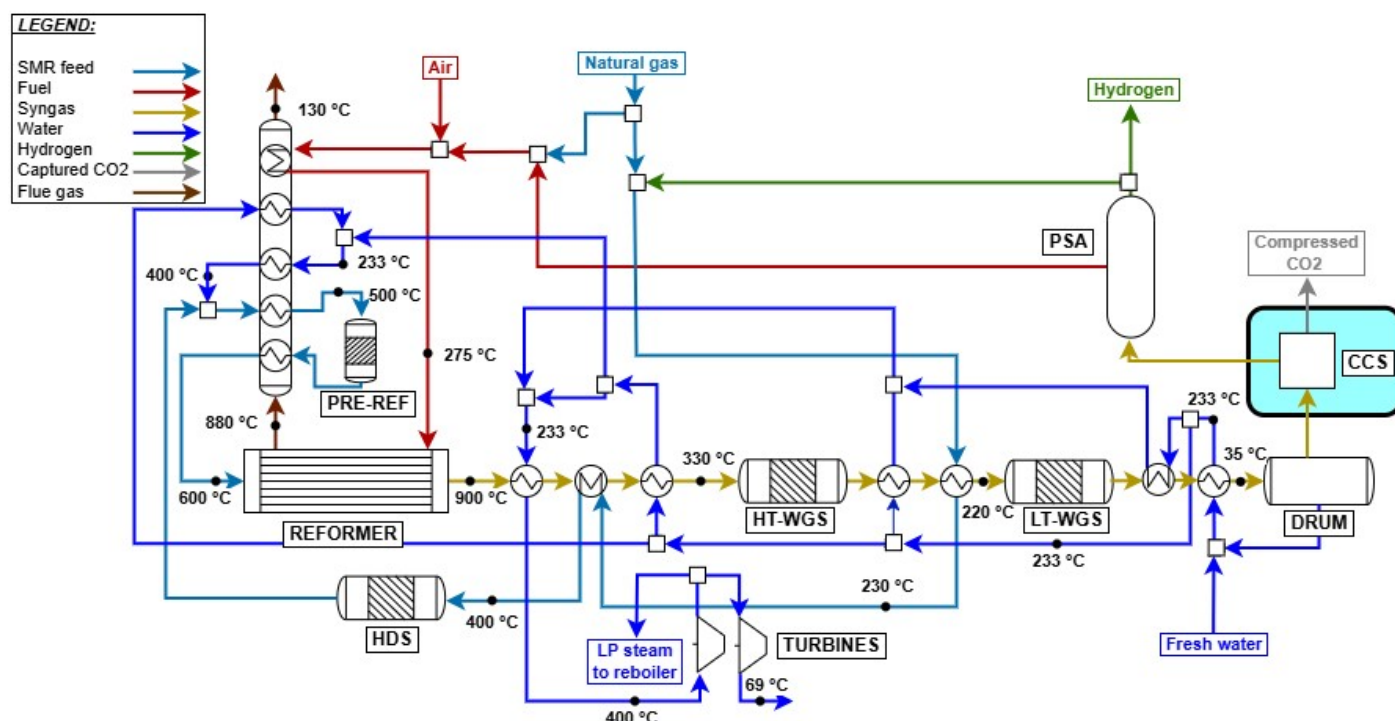 LEGEND:
SMR feed
Fuel
Syngas
Water
Hydrogen
Captured CO2
Flue gas
Air
Natural gas
Hydrogen
130 °C
PSA
Compressed
CO2
CCS
400 °C
233 °C
500 °C
275 °C
PRE-REF
880 °C
233 °C
233 °C
600 °C
900 °C
330 °C
220 °C
35 °C
REFORMER
HT-WGS
LT-WGS
DRUM
233 °C
230 °C
HDS
400 °C
LP steam
to reboiler
TURBINES
Fresh water
69 °C
400 °C